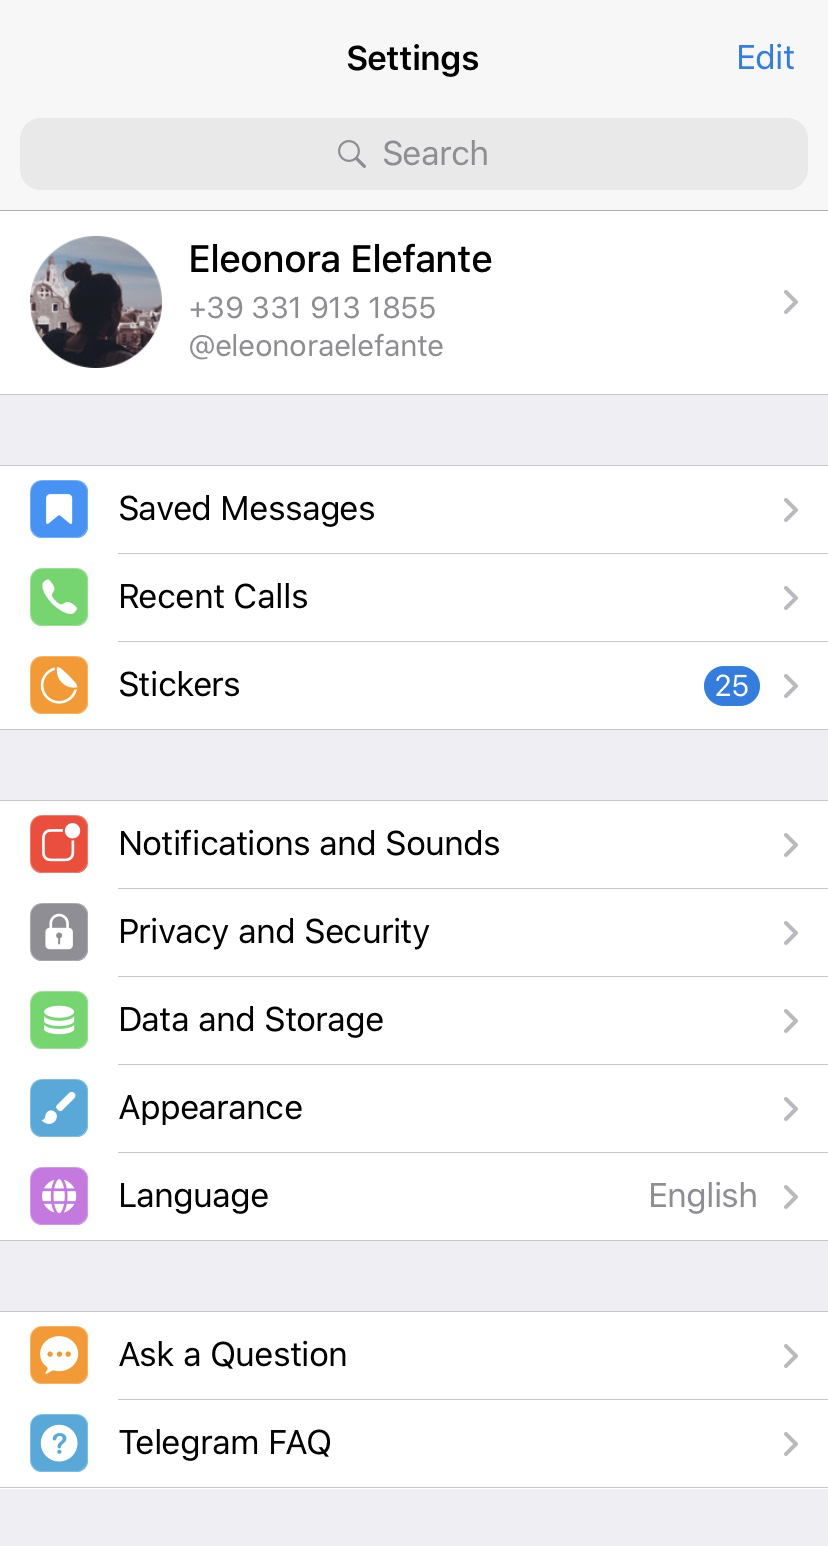 Settings
Edit
Search
Eleonora Elefante
+39 331 913 1855
@eleonoraelefante
Saved Messages
Recent Calls
Stickers
25
Notifications and Sounds
Privacy and Security
Data and Storage
Appearance
Language
English
Ask a Question
Telegram FAQ